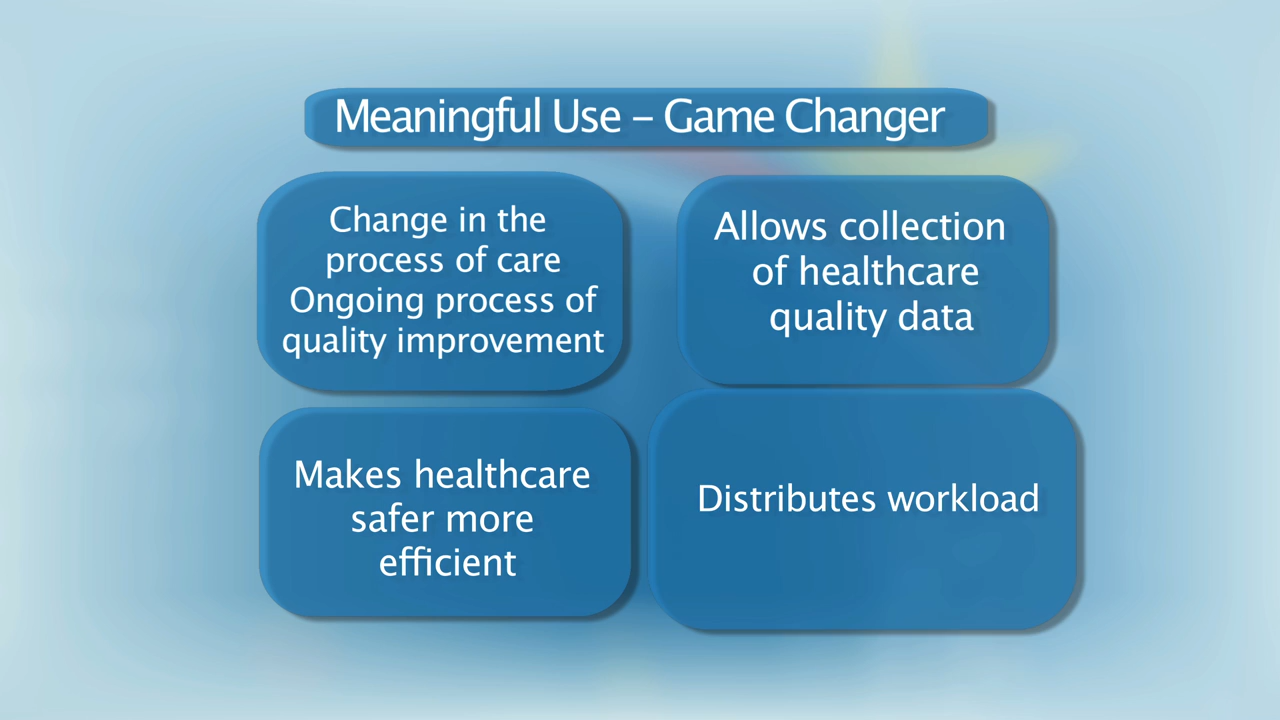 Meaningful Use – Game Changer
Change in the
process of care
Ongoing process of
quality improvement
Allows collection
of healthcare
quality data
Makes healthcare
safer more
efficient
Distributes workload